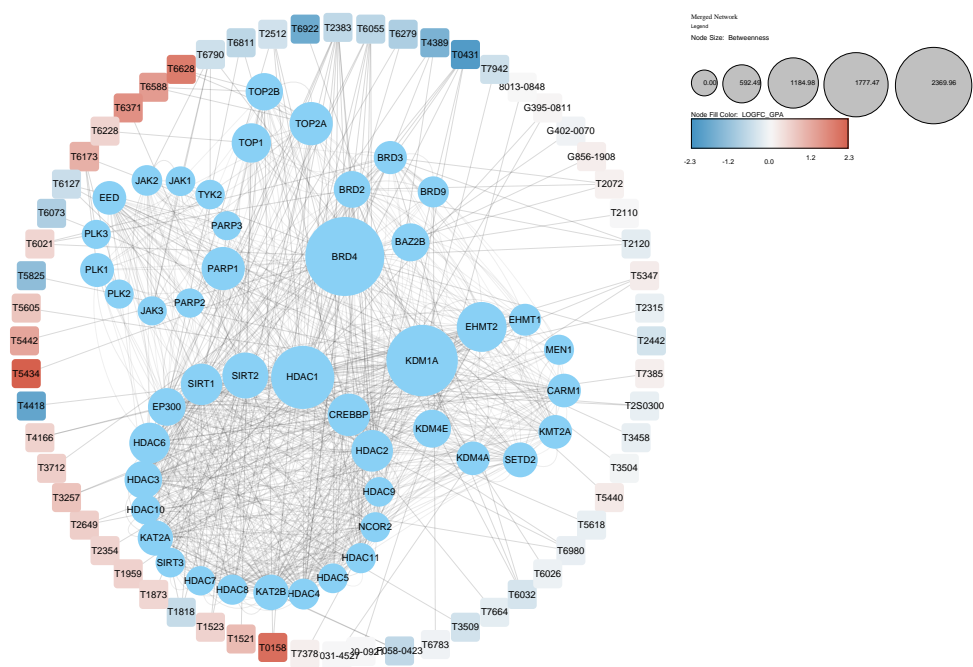 Merged Network
Legend
Node Size: Betweenness
0.00
592.49
1184.98
1777.47
2369.96
Node Fill Color: LOGFC_GPA
-2.3
-1.2
0.0
1.2
2.3
T6922
T2383
T6055
T6279
T4389
T0431
T7942
8013-0848
G395-0811
G402-0070
G856-1908
T2072
T2110
T2120
T5347
T2315
T2442
T7385
T2S0300
T3458
T3504
T5440
T5618
T6980
T6026
T6032
T7664
T3509
T6783
T7378
T0158
T1521
T1523
T1818
T1873
T1959
T2354
T2649
T3257
T3712
T4166
T4418
T5434
T5442
T5605
T5825
T6021
T6073
T6127
T6173
T6228
T6371
T6588
T6628
T6790
T6811
T2512
TOP2B
TOP2A
TOP1
BRD3
BRD2
BRD9
BAZ2B
BRD4
JAK2
JAK1
TYK2
EED
PARP3
PLK3
PARP1
PLK1
PLK2
PARP2
JAK3
EHMT2
EHMT1
MEN1
KDM1A
CARM1
KMT2A
SETD2
KDM4A
KDM4E
HDAC1
SIRT2
SIRT1
EP300
CREBBP
HDAC6
HDAC2
HDAC3
HDAC9
HDAC10
NCOR2
KAT2A
HDAC11
SIRT3
HDAC5
HDAC7
HDAC8
KAT2B
HDAC4
031-4527
058-0423